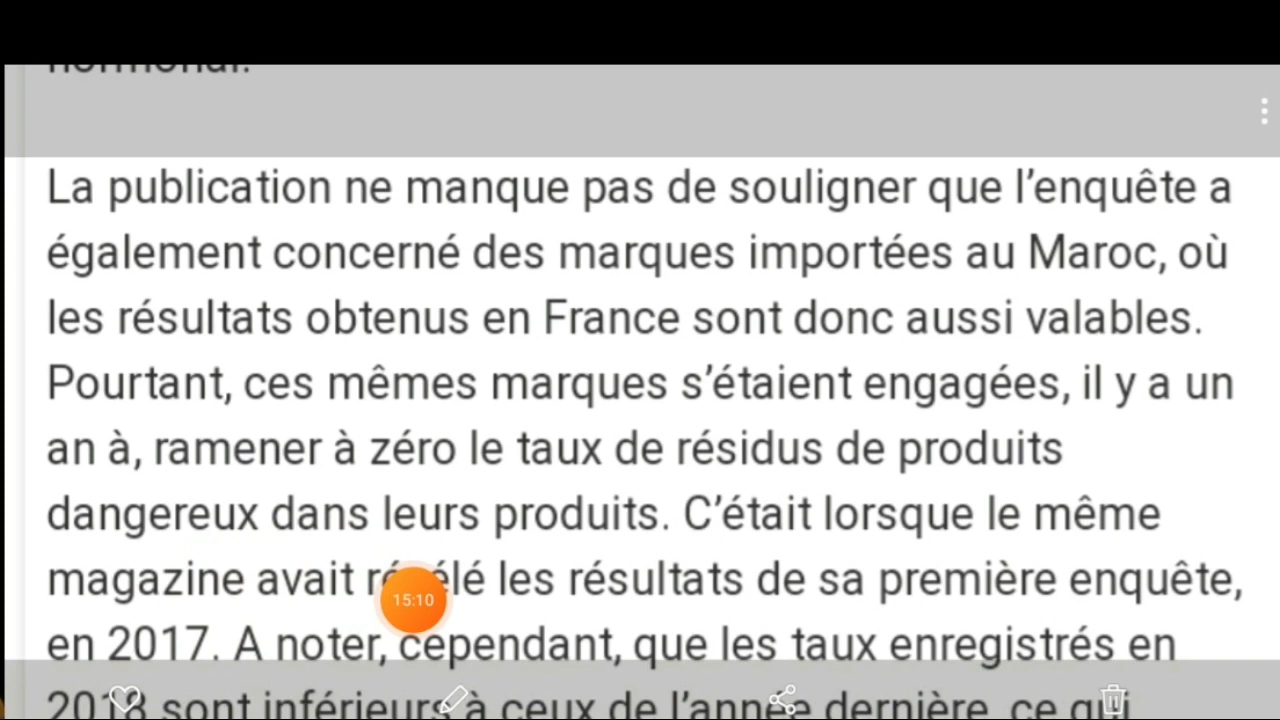 hormonal.
La publication ne manque pas de souligner que l’enquête a
également concerné des marques importées au Maroc, où
les résultats obtenus en France sont donc aussi valables.
Pourtant, ces mêmes marques s’étaient engagées, il y a un
an à, ramener à zéro le taux de résidus de produits
dangereux dans leurs produits. C’était lorsque le même
magazine avait révélé les résultats de sa première enquête,
15:10
en 2017. A noter, cependant, que les taux enregistrés en
2018 sont inférieurs à ceux de l’année dernière, ce qui